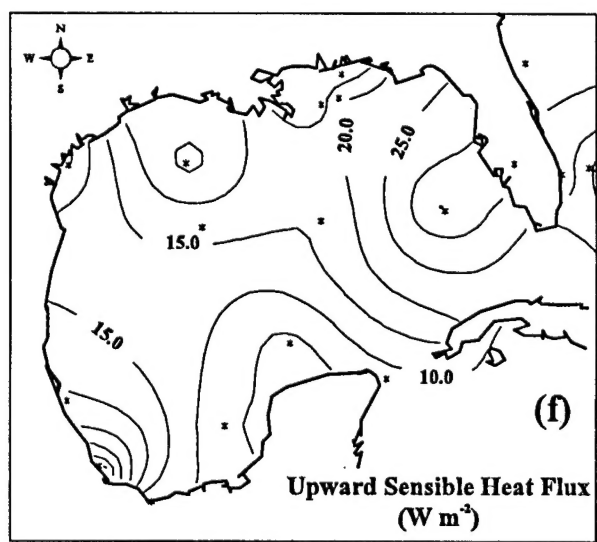 N
W E
S
20.0
25.0
15.0
15.0
10.0
(f)
Upward Sensible Heat Flux
(W m⁻²)